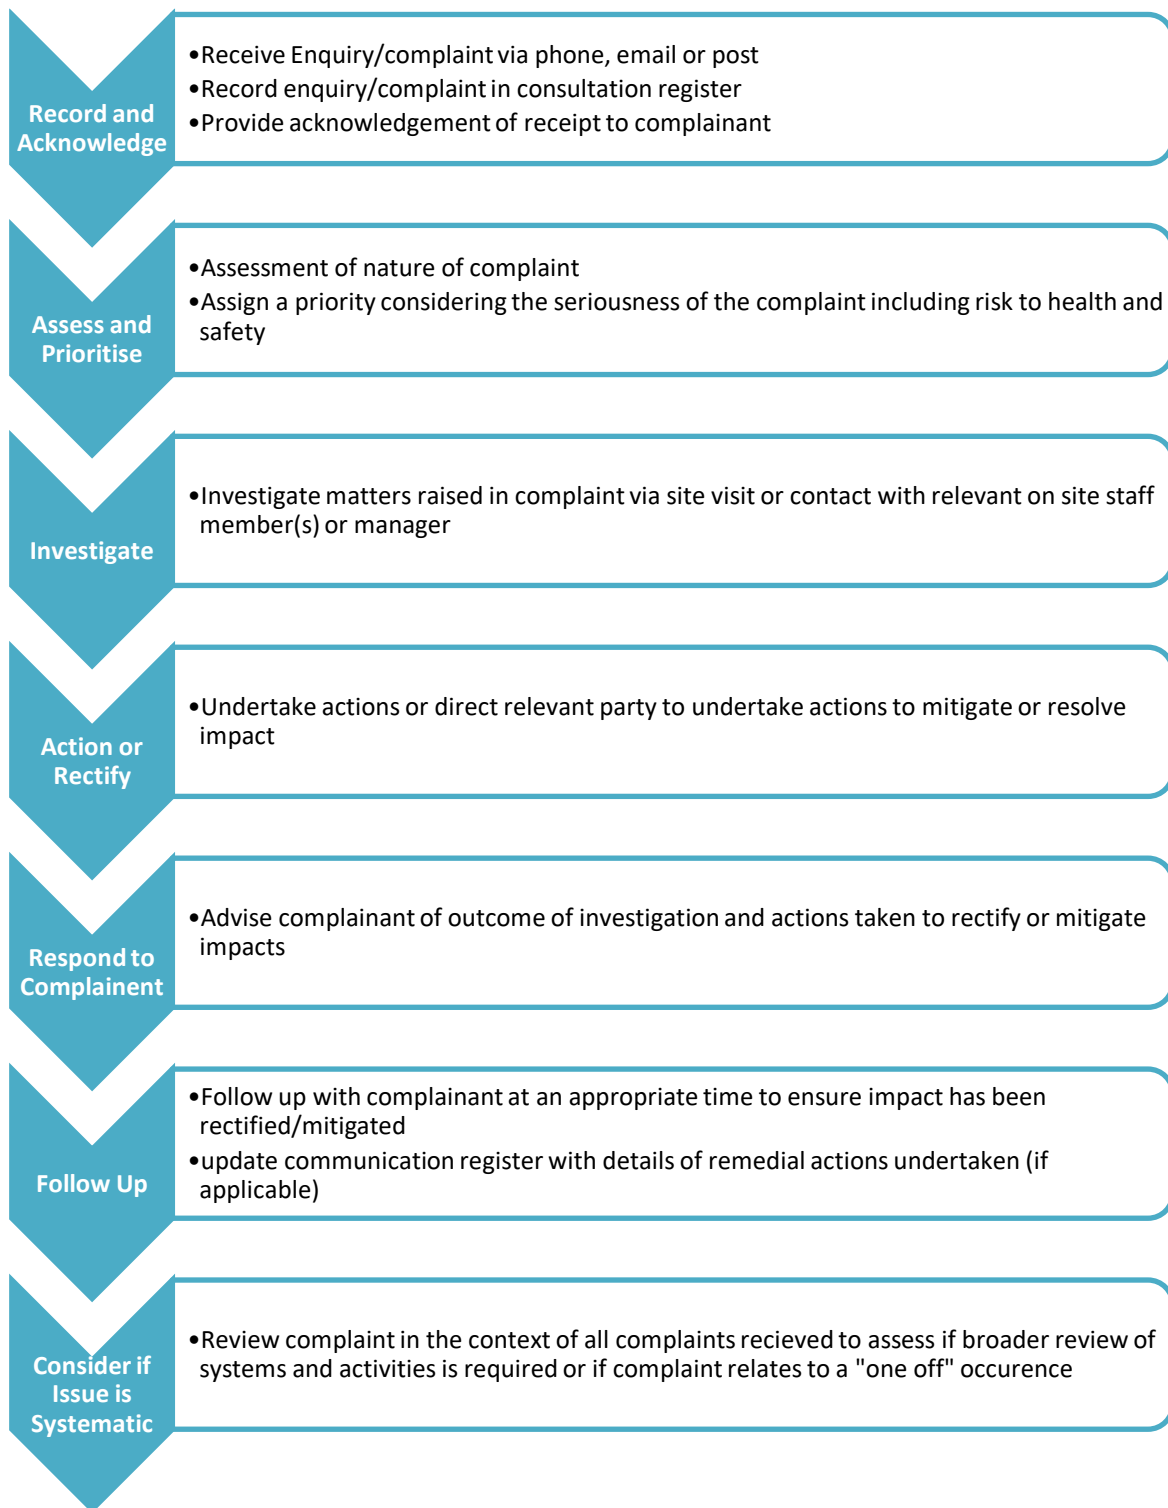 Record and
Acknowledge
•Receive Enquiry/complaint via phone, email or post
•Record enquiry/complaint in consultation register
•Provide acknowledgement of receipt to complainant
Assess and
Prioritise
•Assessment of nature of complaint
•Assign a priority considering the seriousness of the complaint including risk to health and
safety
Investigate
•Investigate matters raised in complaint via site visit or contact with relevant on site staff
member(s) or manager
Action or
Rectify
•Undertake actions or direct relevant party to undertake actions to mitigate or resolve
impact
Respond to
Complainent
•Advise complainant of outcome of investigation and actions taken to rectify or mitigate
impacts
Follow Up
•Follow up with complainant at an appropriate time to ensure impact has been
rectified/mitigated
•update communication register with details of remedial actions undertaken (if
applicable)
Consider if
Issue is
Systematic
•Review complaint in the context of all complaints recieved to assess if broader review of
systems and activities is required or if complaint relates to a "one off" occurence